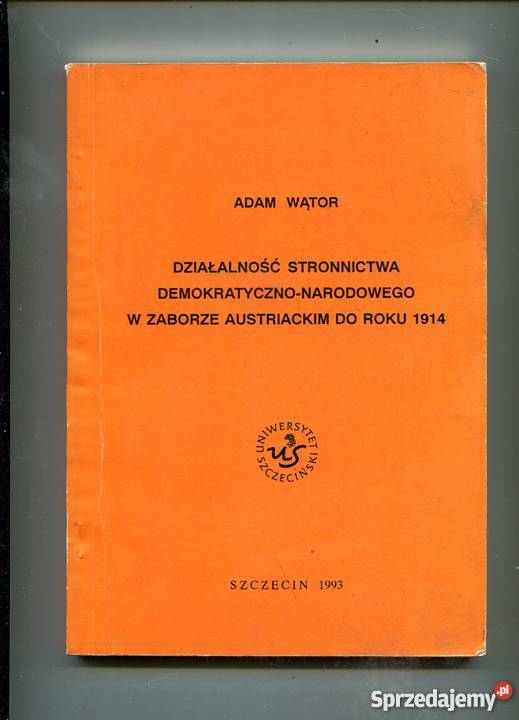 ADAM WĄTOR
DZIAŁALNOŚĆ STRONNICTWA
DEMOKRATYCZNO-NARODOWEGO
W ZABORZE AUSTRIACKIM DO ROKU 1914
UNIWERSYTET
US
SZCZECIŃSKI
SZCZECIN 1993
Sprzedajemy.pl